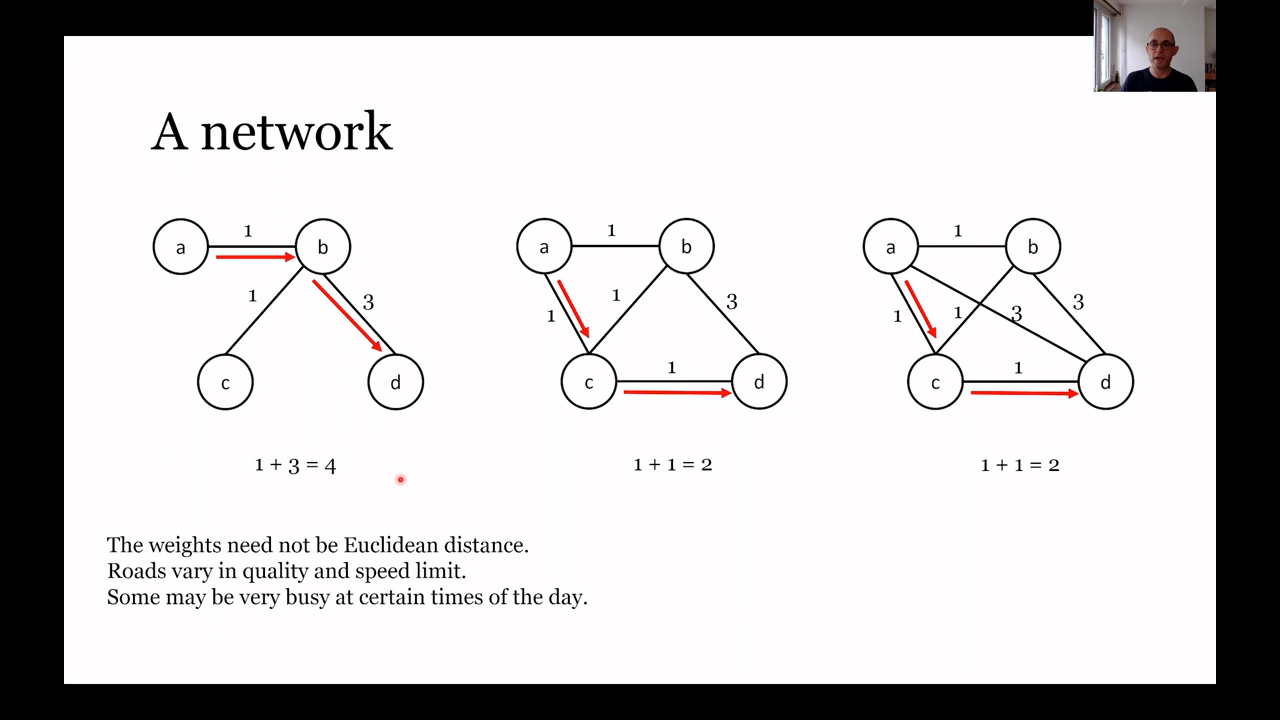 A network
1
a
b
1
3
c
d
1 + 3 = 4
1
a
b
1
1
3
1
c
d
1 + 1 = 2
1
a
b
1
1
3
3
1
c
d
1 + 1 = 2
The weights need not be Euclidean distance.
Roads vary in quality and speed limit.
Some may be very busy at certain times of the day.